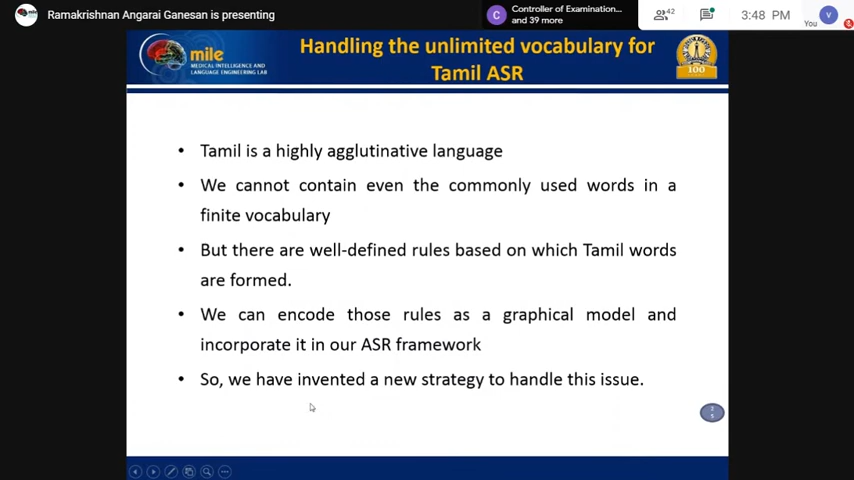 Ramakrishnan Angarai Ganesan is presenting
C
Controller of Examination...
and 39 more
42
3:48 PM
V
You
mile
MEDICAL INTELLIGENCE AND
LANGUAGE ENGINEERING LAB
Handling the unlimited vocabulary for
Tamil ASR
100
• Tamil is a highly agglutinative language
• We cannot contain even the commonly used words in a
finite vocabulary
• But there are well-defined rules based on which Tamil words
are formed.
• We can encode those rules as a graphical model and
incorporate it in our ASR framework
• So, we have invented a new strategy to handle this issue.